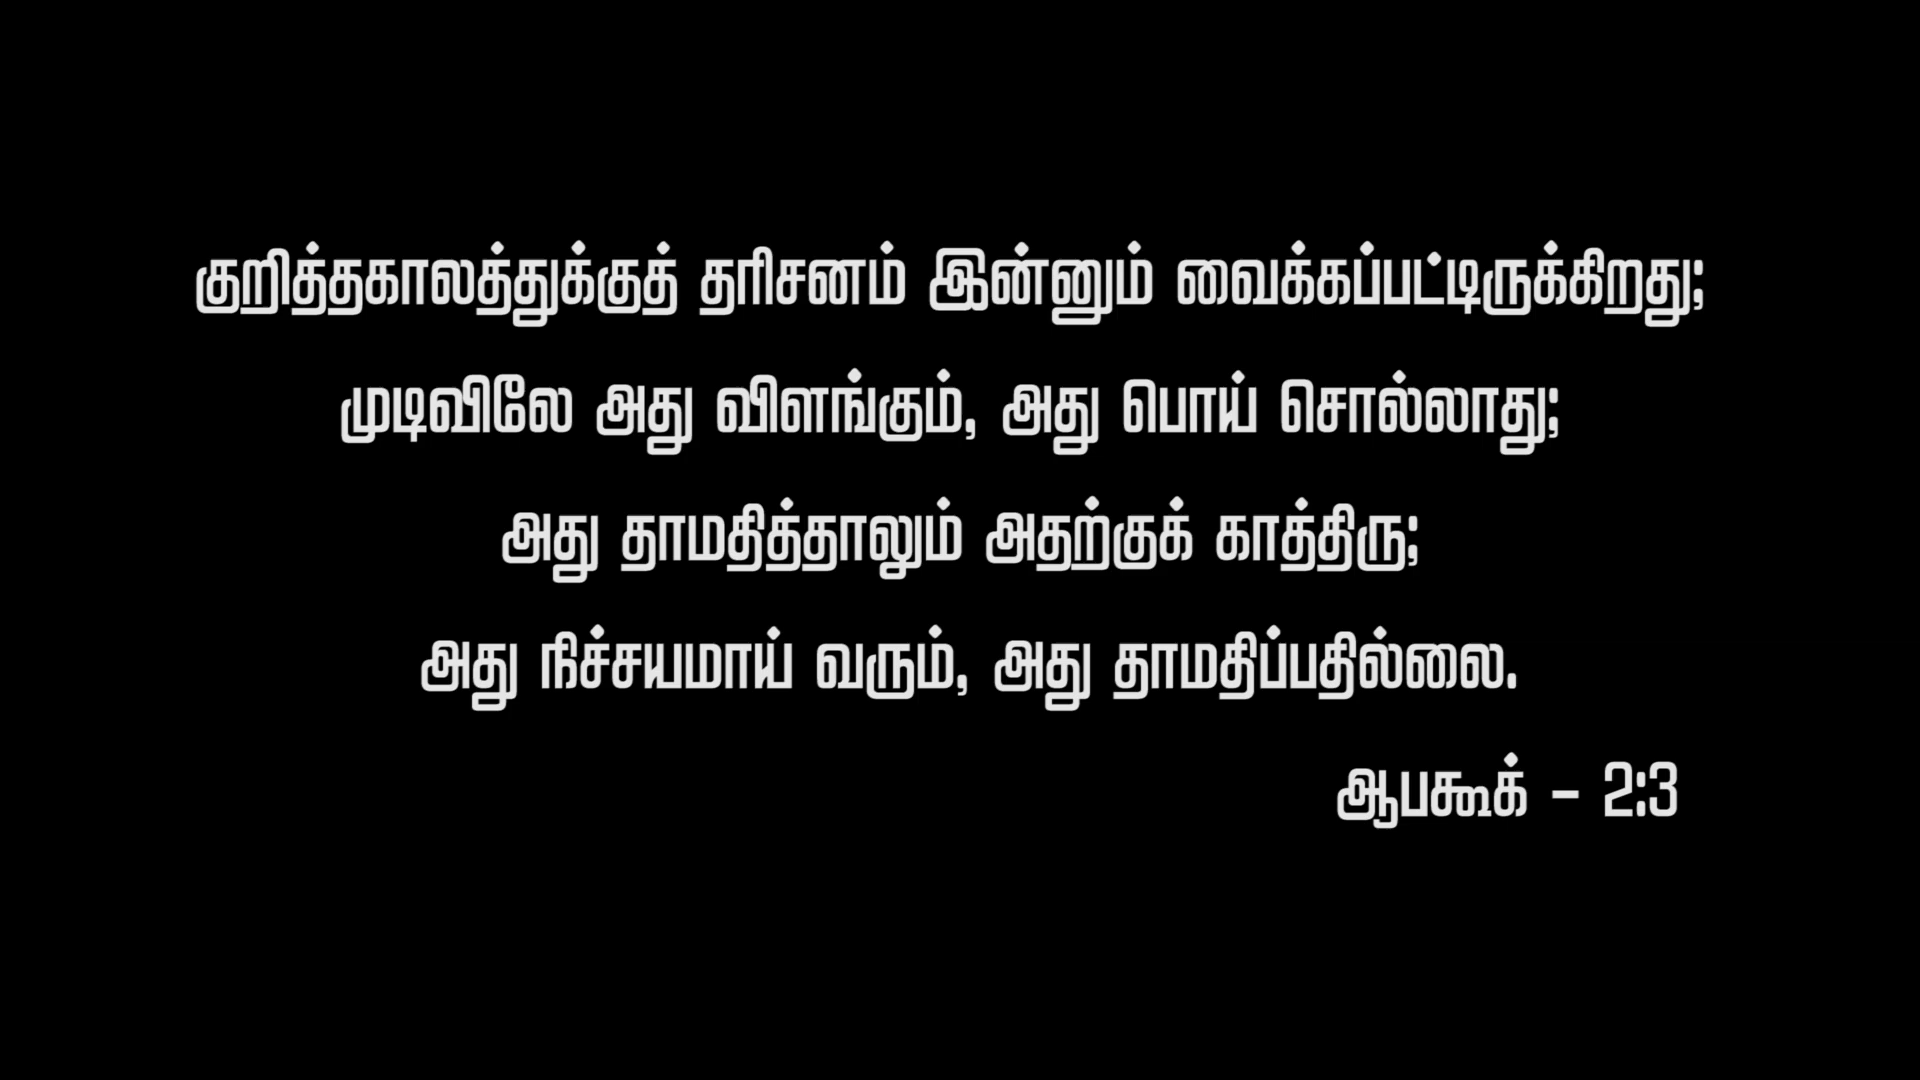 குறித்தகாலத்துக்குத் தரிசனம் இன்னும் வைக்கப்பட்டிருக்கிறது;
முடிவிலே அது விளங்கும், அது பொய் சொல்லாது;
அது தாமதித்தாலும் அதற்குக் காத்திரு;
அது நிச்சயமாய் வரும், அது தாமதிப்பதில்லை.
ஆபகூக் - 2:3